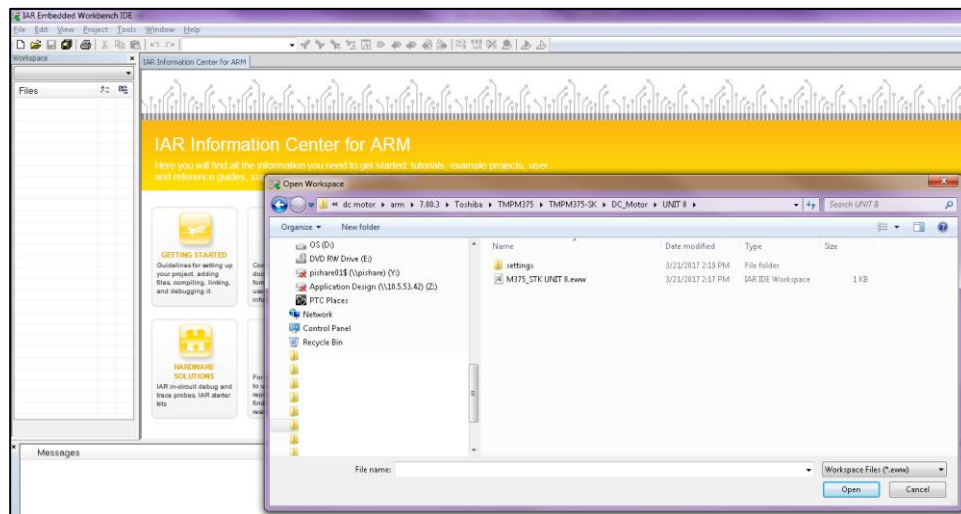 IAR Embedded Workbench IDE
File Edit View Project Tools Window Help
Workspace
IAR Information Center for ARM
Files
IAR Information Center for ARM
Here you will find all the information you need to get started: tutorials, example projects, user
and reference guides,
Open Workspace
« dc motor ▸ arm ▸ 7.80.3 ▸ Toshiba ▸ TMPM375 ▸ TMPM375-SK ▸ DC_Motor ▸ UNIT 8 ▸
Search UNIT 8
Organize ▾ New folder
GETTING STARTED
Guidelines for setting up
your project, adding
files, compiling, linking,
and debugging it.
HARDWARE
SOLUTIONS
IAR in-circuit debug and
trace probes, IAR starter
kits
OS (D:)
DVD RW Drive (E:)
pishare01$ (\\pishare) (Y:)
Application Design (\\10.5.53.42) (Z:)
PTC Places
Network
Control Panel
Recycle Bin
Name Date modified Type Size
settings 3/21/2017 2:19 PM File folder
M375_STK UNIT 8.eww 3/21/2017 2:17 PM IAR IDE Workspace 1 KB
Messages
File name:
Workspace Files (*.eww)
Open Cancel